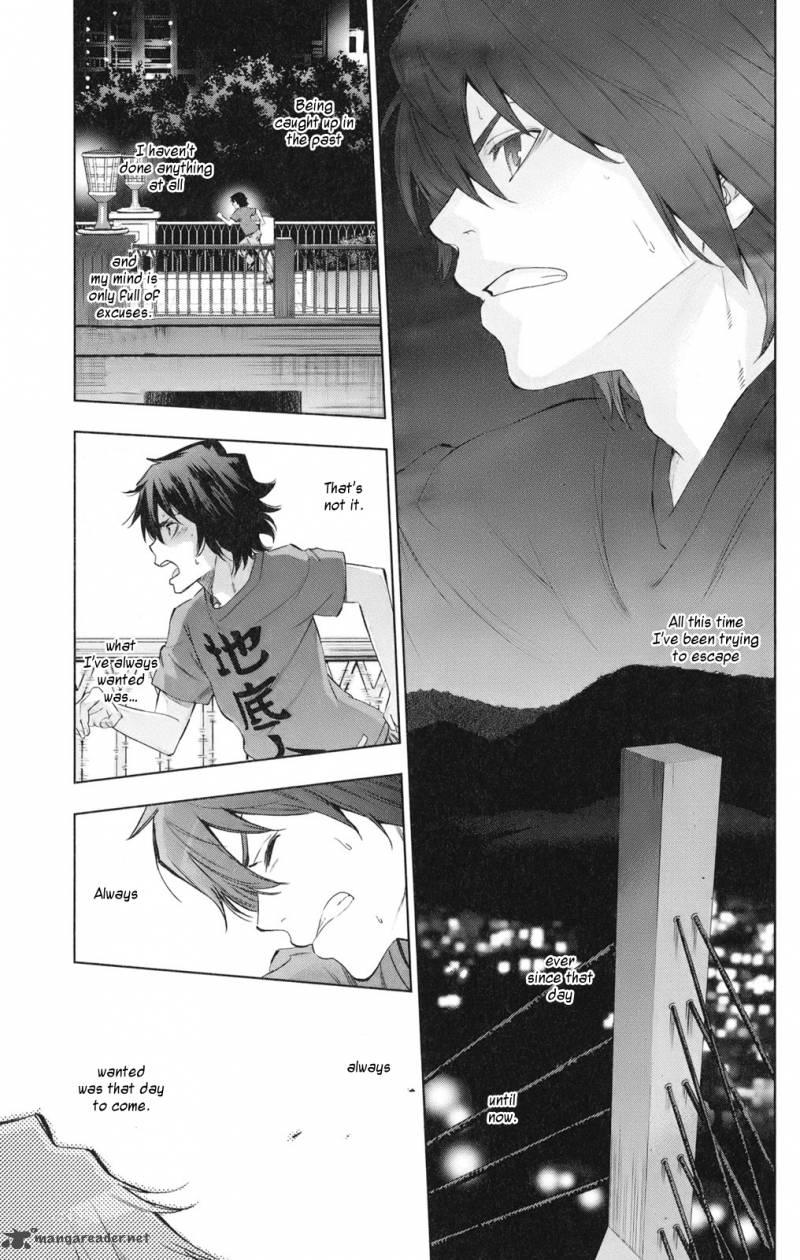 All this time
I've been trying
to escape
ever
since that
day
until
now.
Being
caught up in
the past
I haven't
done anything
at all
and
my mind is
only full of
excuses.
That's
not it.
what
I've always
wanted
was...
地底人
Always
always
wanted
was that day
to come.
mangareader.net